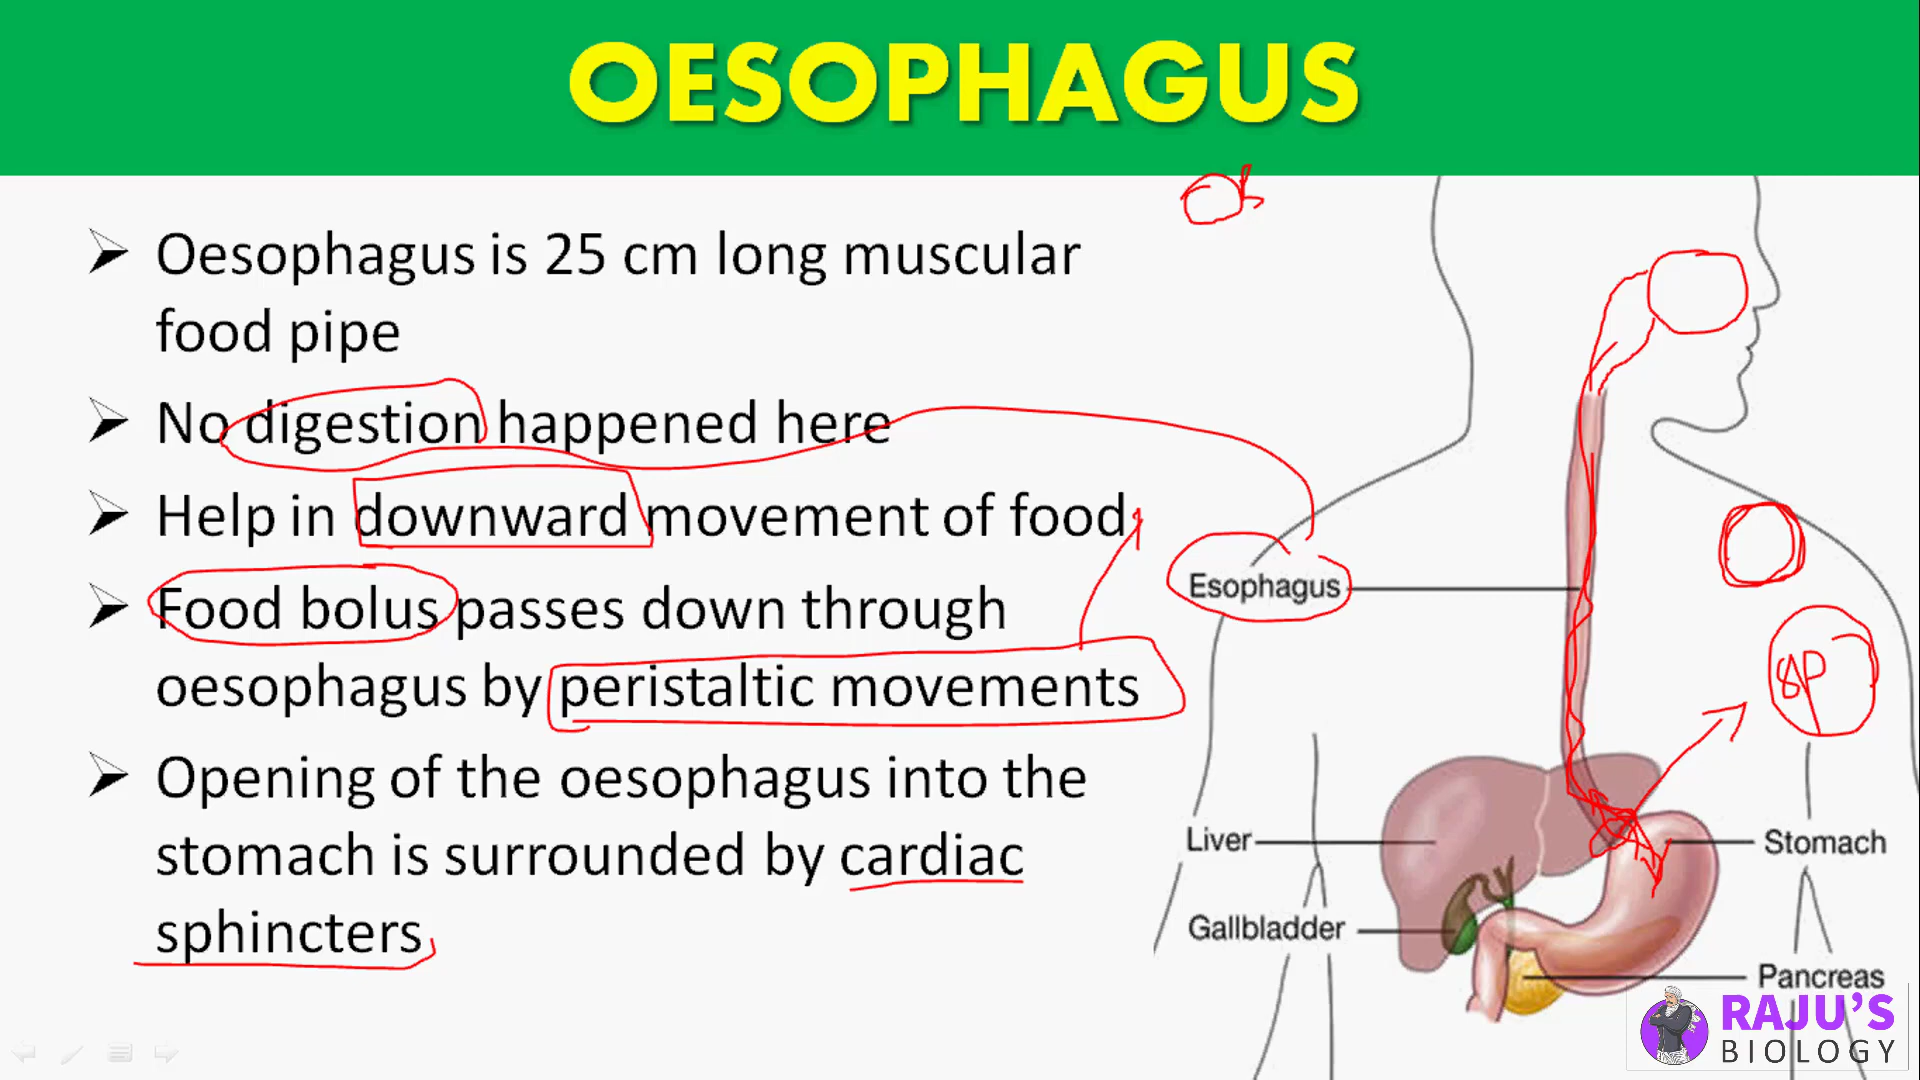 OESOPHAGUS
Oesophagus is 25 cm long muscular
food pipe
No digestion happened here
Help in downward movement of food
Food bolus passes down through
oesophagus by peristaltic movements
Opening of the oesophagus into the
stomach is surrounded by cardiac
sphincters
Esophagus
Liver
Stomach
Gallbladder
Pancreas
RAJU'S
BIOLOGY